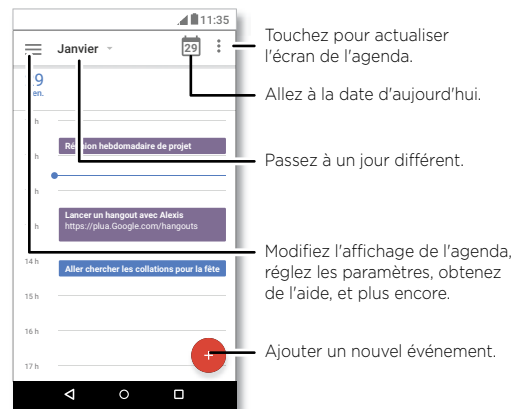 11:35
Janvier
29
9
en.
h
Réunion hebdomadaire de projet
h
h
Lancer un hangout avec Alexis
https://plua.Google.com/hangouts
h
14 h
Aller chercher les collations pour la fête
15 h
16 h
17 h
+
Touchez pour actualiser
l'écran de l'agenda.
Allez à la date d'aujourd'hui.
Passez à un jour différent.
Modifiez l'affichage de l'agenda,
réglez les paramètres, obtenez
de l'aide, et plus encore.
Ajouter un nouvel événement.